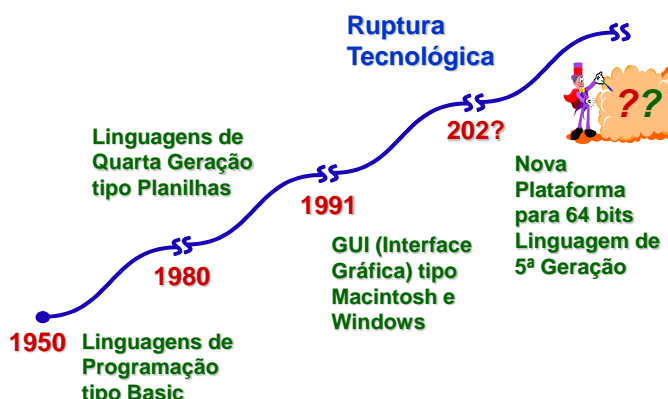 Ruptura
Tecnológica
??
202?
Linguagens de
Quarta Geração
tipo Planilhas
Nova
Plataforma
para 64 bits
Linguagem de
5ª Geração
1991
GUI (Interface
Gráfica) tipo
Macintosh e
Windows
1980
1950
Linguagens de
Programação
tipo Basic